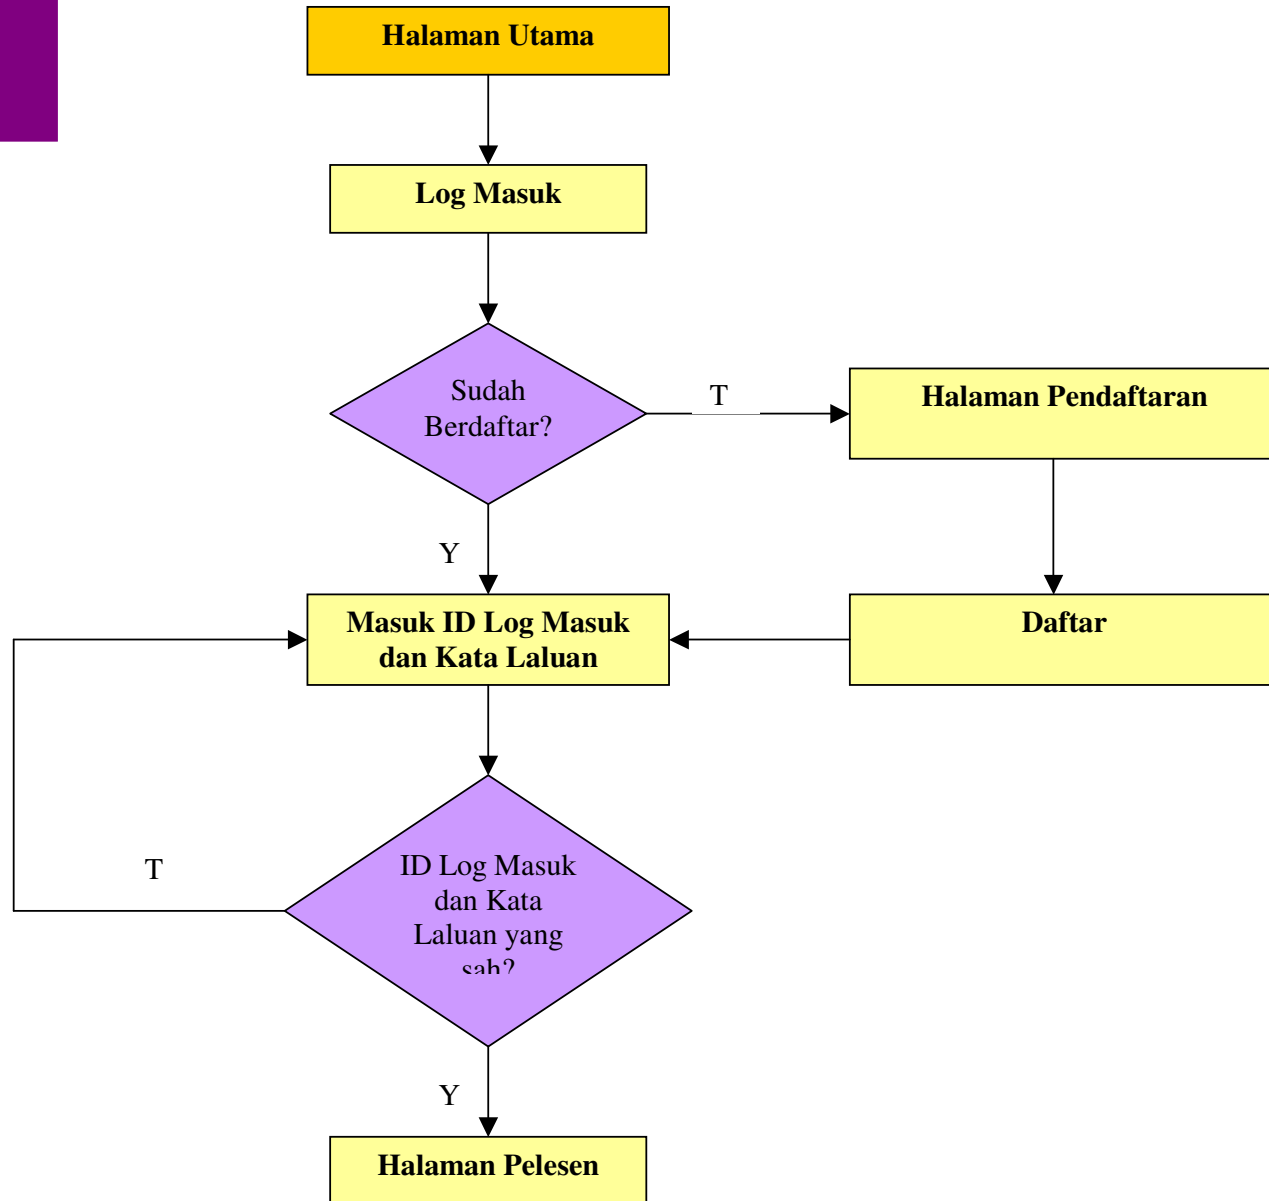 Halaman Utama
Log Masuk
Sudah
Berdaftar?
T
Halaman Pendaftaran
Y
Masuk ID Log Masuk
dan Kata Laluan
Daftar
T
ID Log Masuk
dan Kata
Laluan yang
sah?
Y
Halaman Pelesen